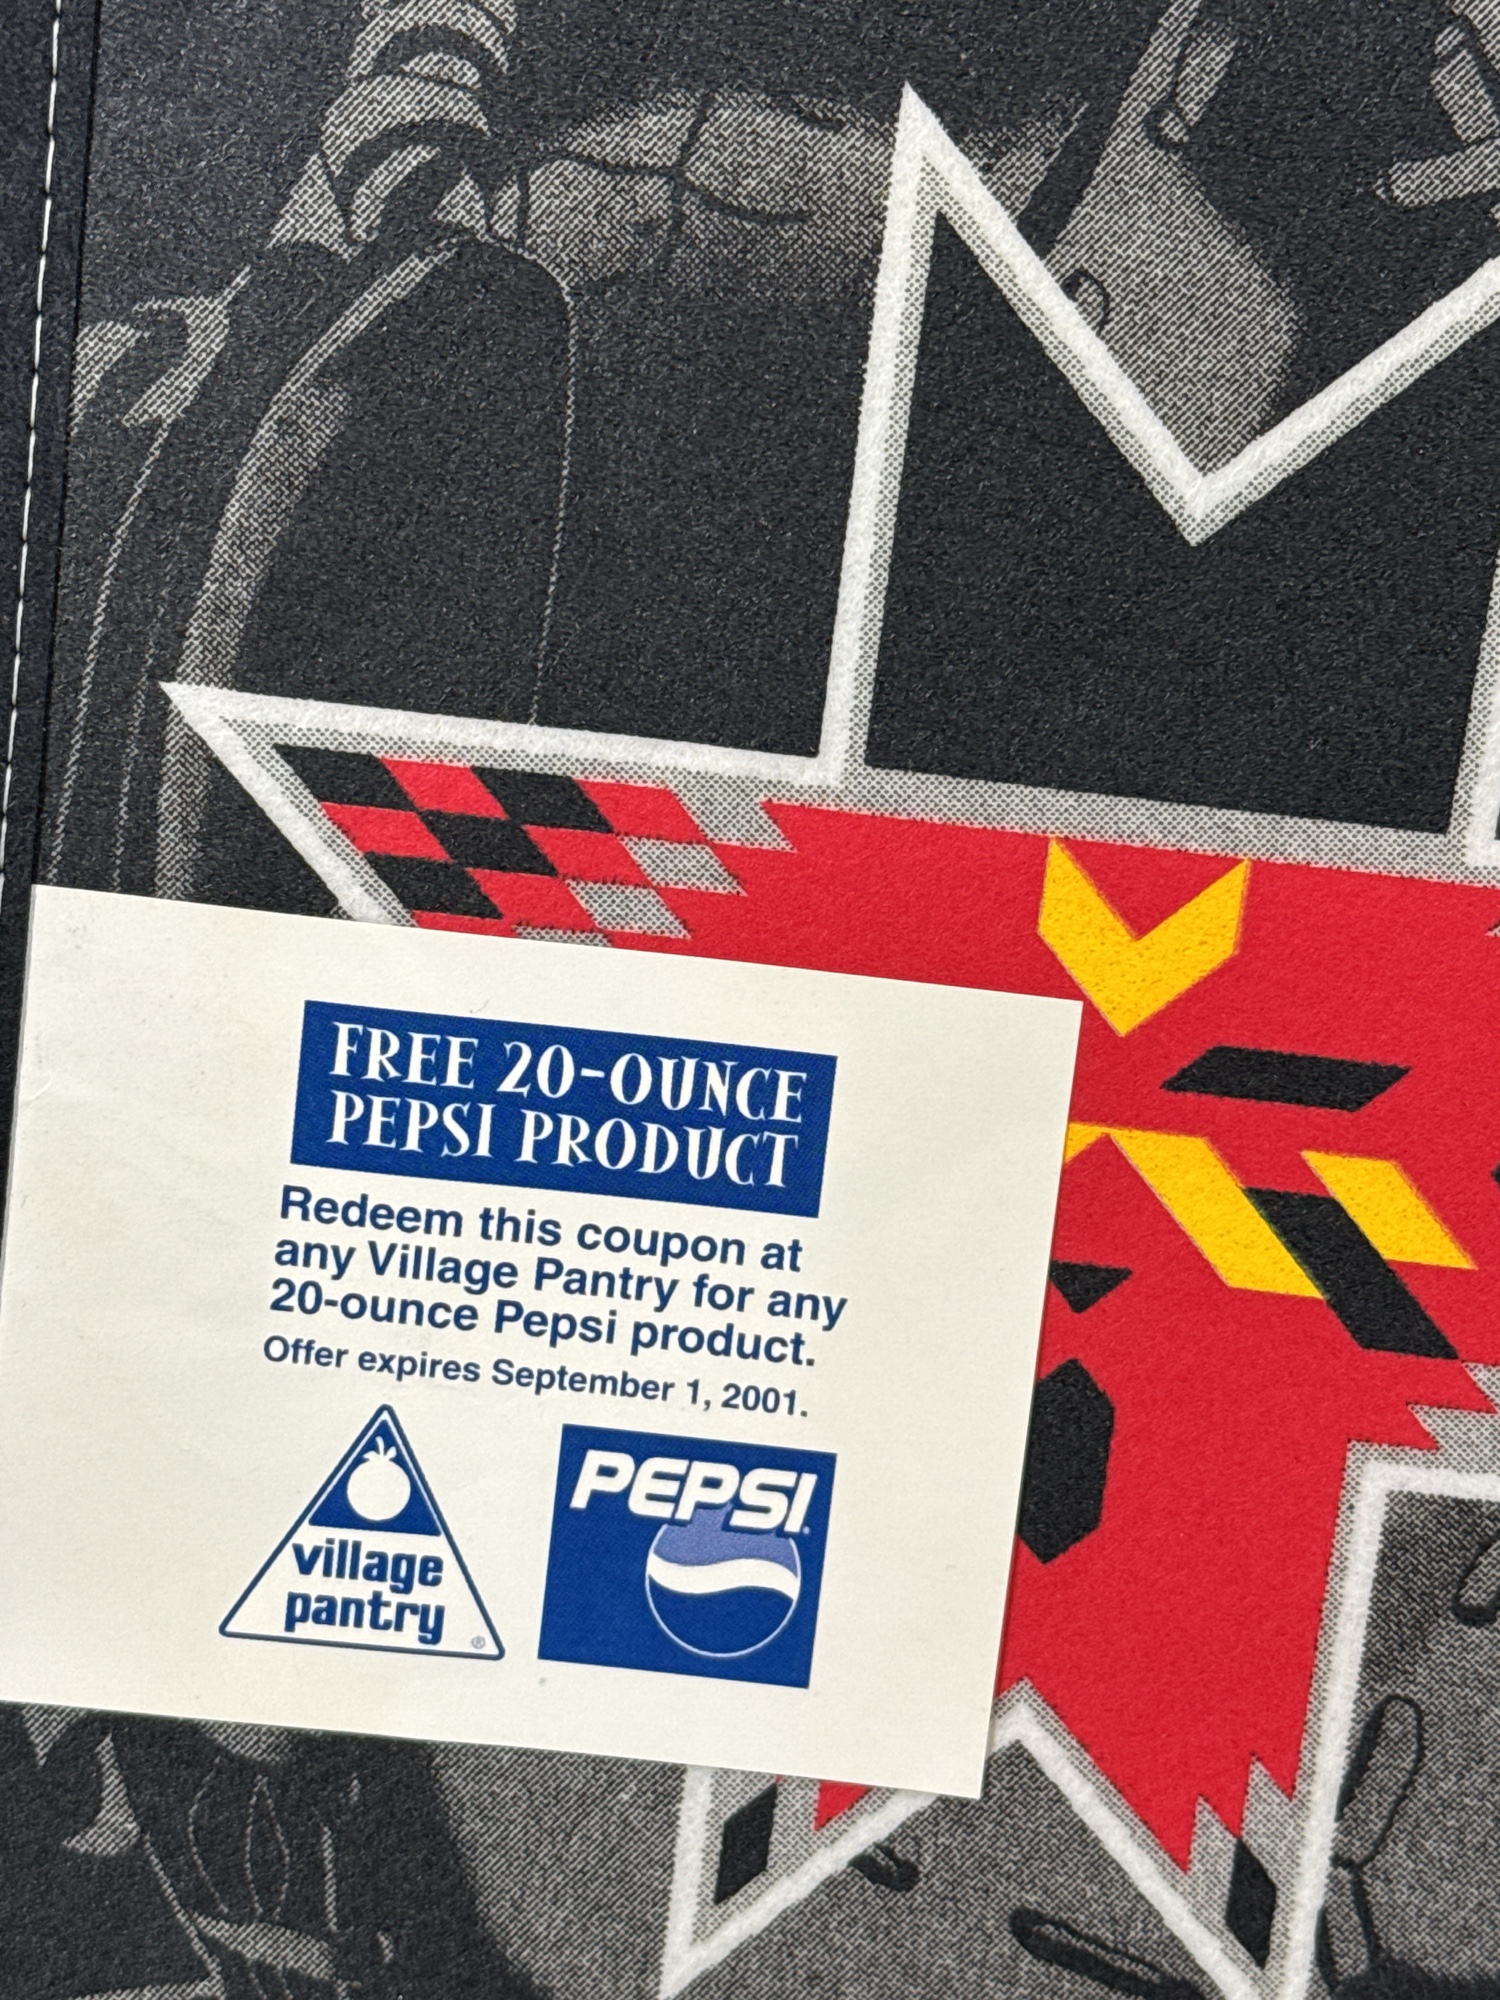 FREE 20-OUNCE
PEPSI PRODUCT
Redeem this coupon at
any Village Pantry for any
20-ounce Pepsi product.
Offer expires September 1, 2001.
village
pantry
®
PEPSI